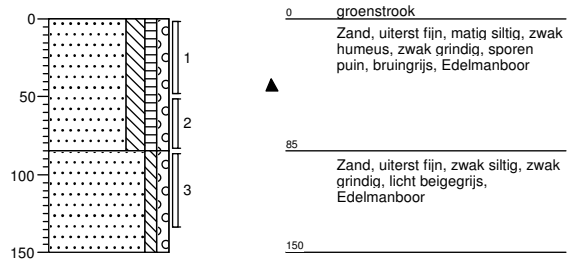 0
50
100
150
1
2
3
0 groenstrook
Zand, uiterst fijn, matig siltig, zwak
humeus, zwak grindig, sporen
puin, bruingrijs, Edelmanboor
85
Zand, uiterst fijn, zwak siltig, zwak
grindig, licht beigegrijs,
Edelmanboor
150